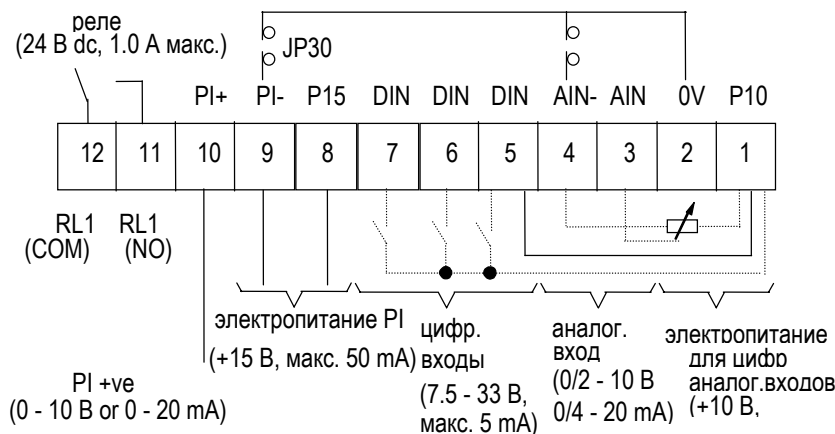 реле
(24 В dc, 1.0 А макс.)
JP30
PI+ PI- P15 DIN DIN DIN AIN- AIN 0V P10
12 11 10 9 8 7 6 5 4 3 2 1
RL1 (COM)
RL1 (NO)
электропитание PI
(+15 В, макс. 50 mA)
цифр.
входы
(7.5 - 33 В,
макс. 5 mA)
аналог.
вход
(0/2 - 10 В
0/4 - 20 mA)
электропитание
для цифр
аналог.входов
(+10 В,
PI +ve
(0 - 10 В or 0 - 20 mA)